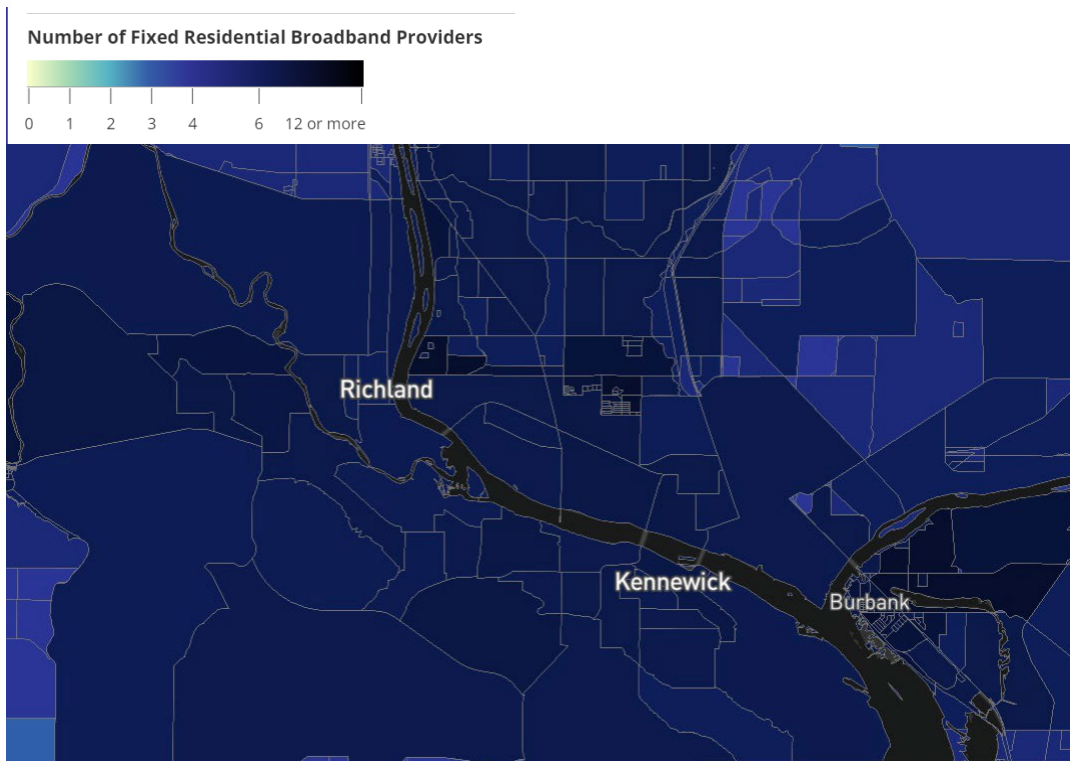 Number of Fixed Residential Broadband Providers
0 1 2 3 4 6 12 or more
Richland
Kennewick
Burbank